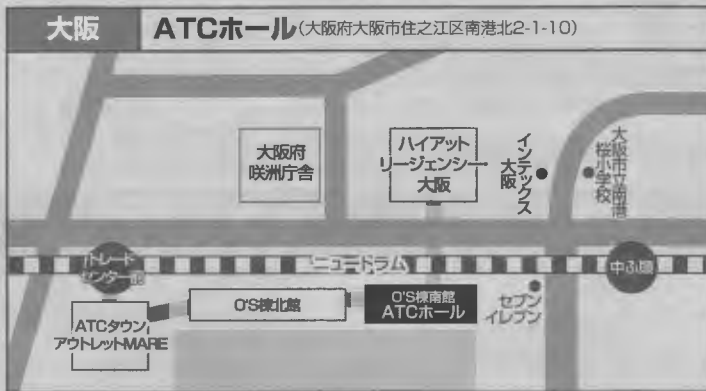 大阪
ATCホール(大阪府大阪市住之江区南港北2-1-10)
大阪府
咲洲庁舎
ハイアット
リージェンシー
大阪
インテックス
大阪
大阪市立南港
桜小学校
トレード
センター前
ニュートラム
中ふ頭
ATCタウン
アウトレットMARE
O'S棟北館
O'S棟南館
ATCホール
セブン
イレブン